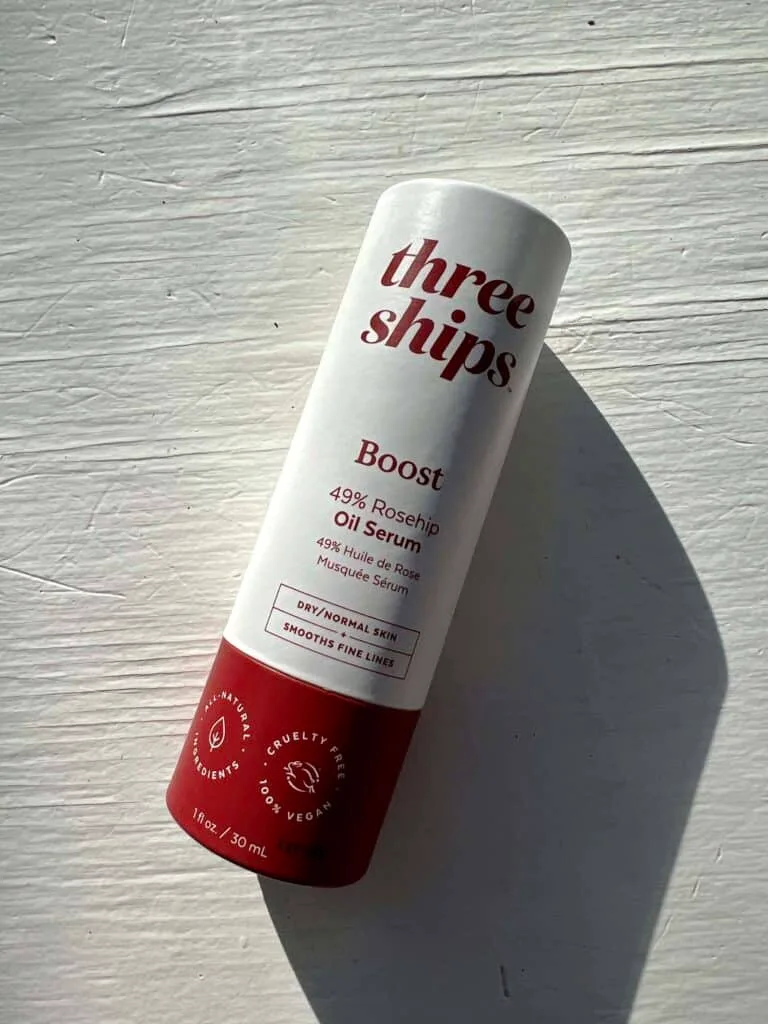 three
ships
Boost
49% Rosehip
Oil Serum
49% Huile de Rose
Musquée Sérum
DRY/NORMAL SKIN
+
SMOOTHS FINE LINES
ALL-NATURAL
INGREDIENTS
CRUELTY FREE
100% VEGAN
1 fl oz. / 30 mL